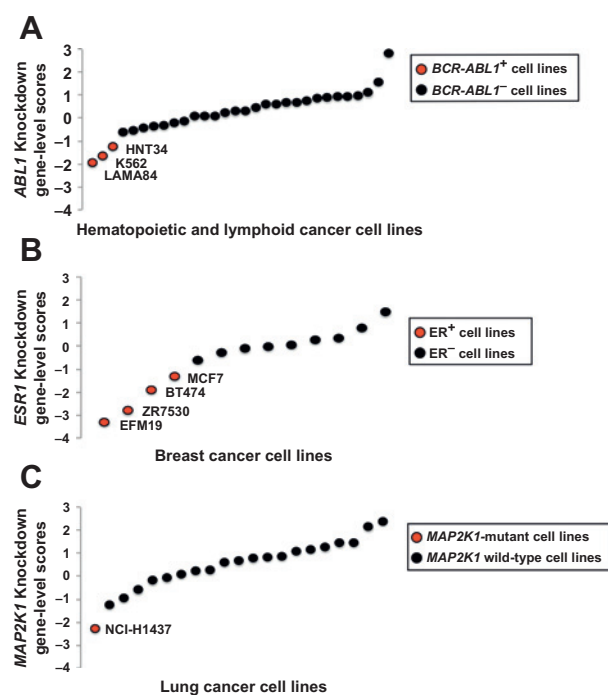 A
3
2
1
0
–1
–2
–3
–4
ABL1 Knockdown
gene-level scores
HNT34
K562
LAMA84
BCR-ABL1+ cell lines
BCR-ABL1– cell lines
Hematopoietic and lymphoid cancer cell lines
B
3
2
1
0
–1
–2
–3
–4
ESR1 Knockdown
gene-level scores
MCF7
BT474
ZR7530
EFM19
ER+ cell lines
ER– cell lines
Breast cancer cell lines
C
3
2
1
0
–1
–2
–3
–4
MAP2K1 Knockdown
gene-level scores
NCI-H1437
MAP2K1-mutant cell lines
MAP2K1 wild-type cell lines
Lung cancer cell lines